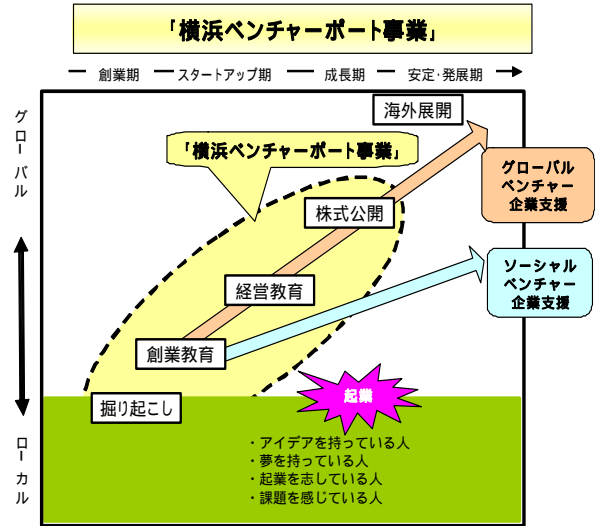 「横浜ベンチャーポート事業」
創業期
スタートアップ期
成長期
安定・発展期
グローバル
海外展開
「横浜ベンチャーポート事業」
グローバル
ベンチャー
企業支援
株式公開
ソーシャル
ベンチャー
企業支援
経営教育
創業教育
掘り起こし
起業
・アイデアを持っている人
・夢を持っている人
・起業を志している人
・課題を感じている人
ローカル